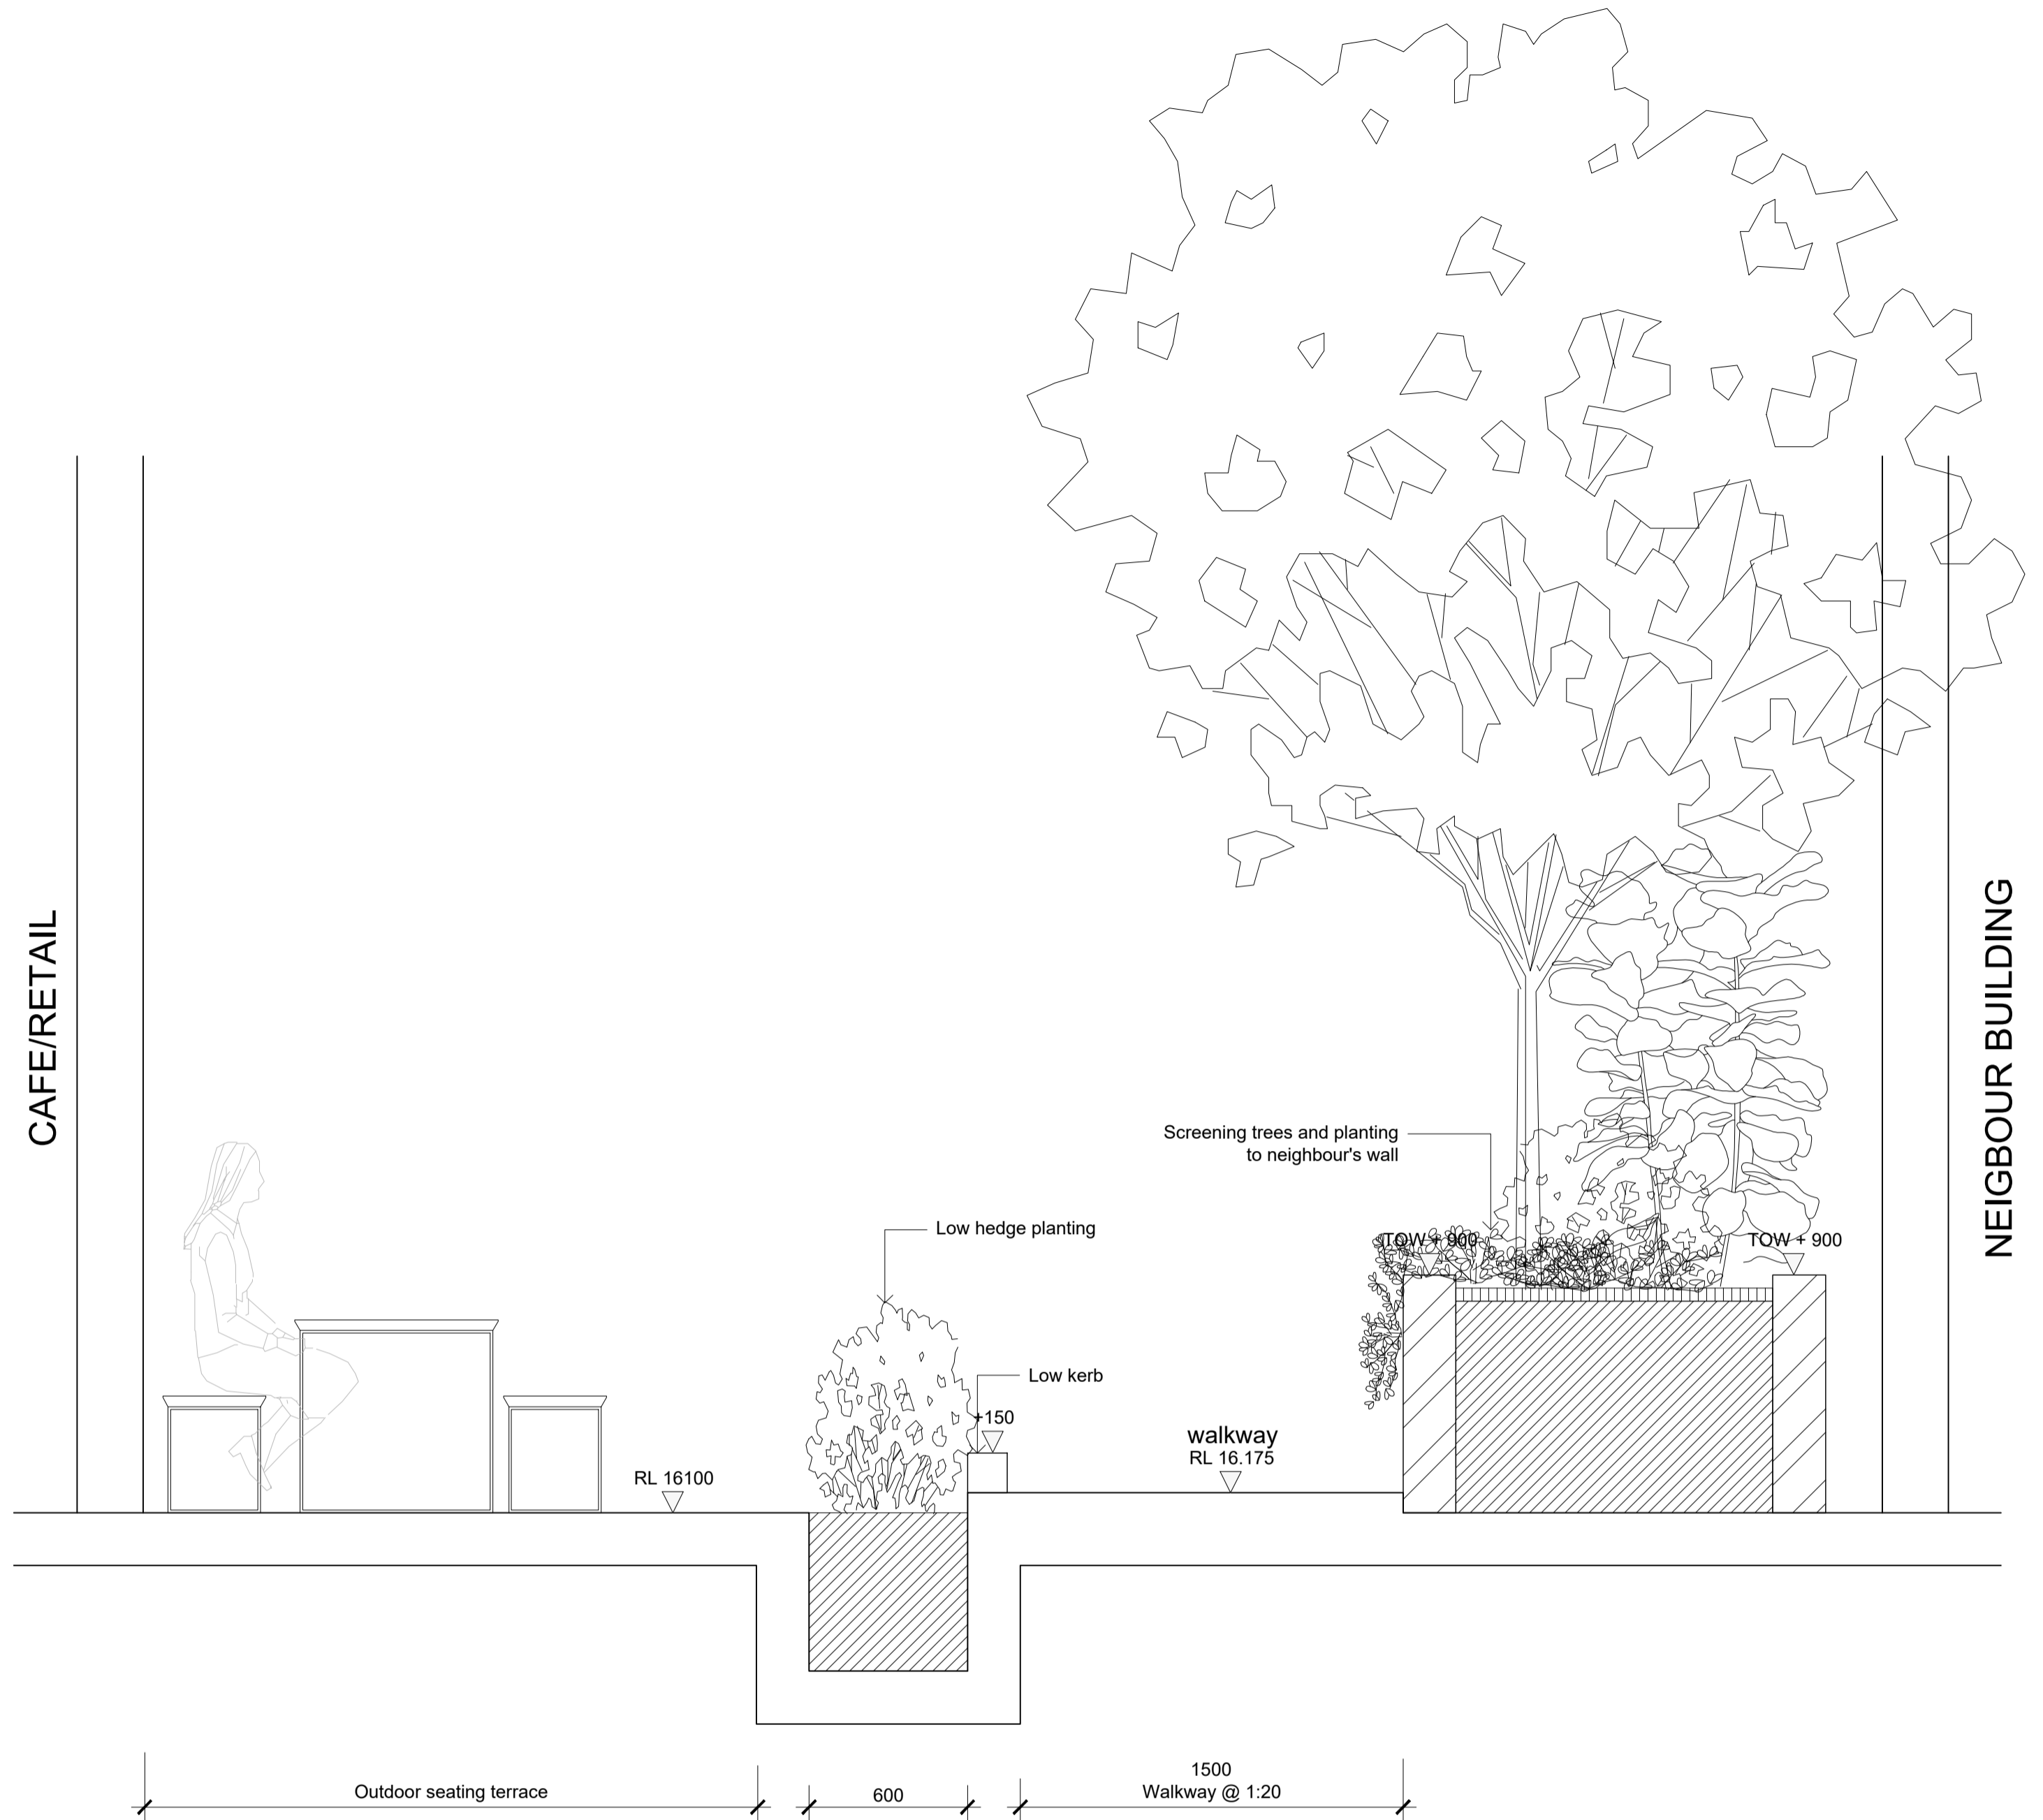 CAFE/RETAIL
NEIGBOUR BUILDING
Screening trees and planting
to neighbour's wall
Low hedge planting
TOW + 900
TOW + 900
Low kerb
+150
walkway
RL 16.175
RL 16100
Outdoor seating terrace
600
1500
Walkway @ 1:20